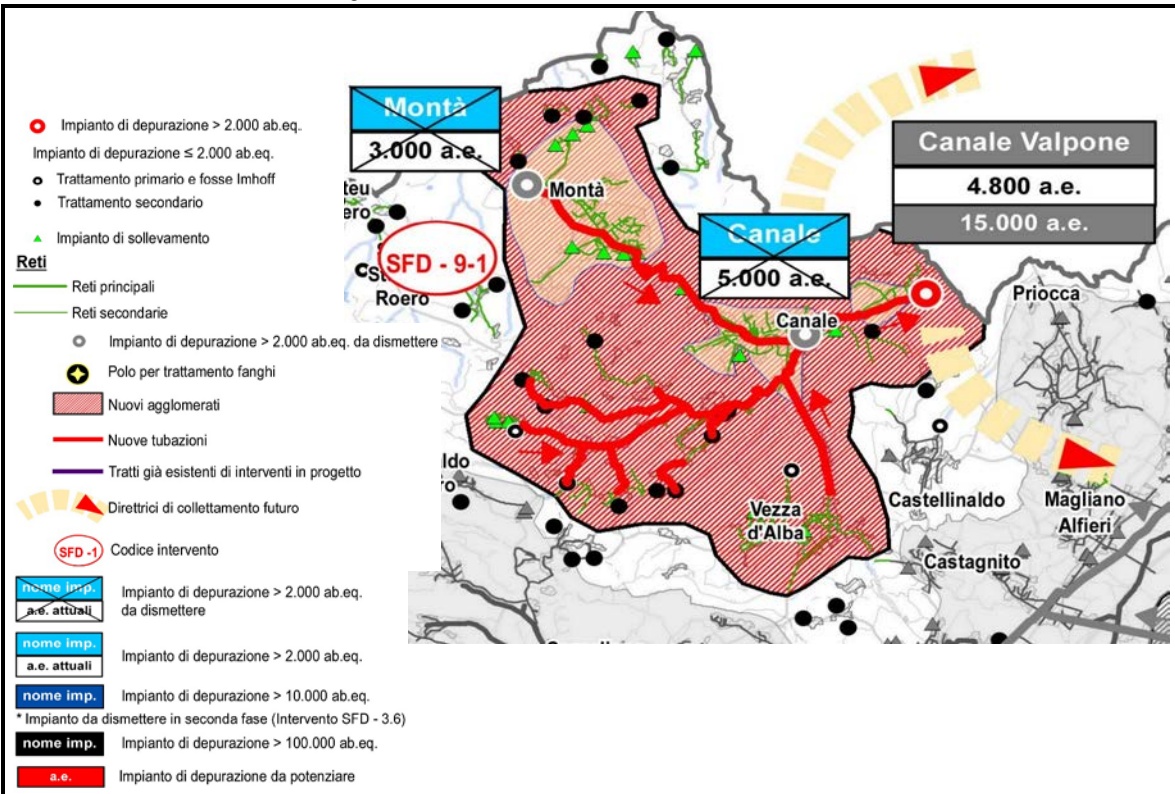 Impianto di depurazione > 2.000 ab.eq.
Impianto di depurazione ≤ 2.000 ab.eq.
Trattamento primario e fosse Imhoff
Trattamento secondario
Impianto di sollevamento
Reti
Reti principali
Reti secondarie
Impianto di depurazione > 2.000 ab.eq. da dismettere
Polo per trattamento fanghi
Nuovi agglomerati
Nuove tubazioni
Tratti già esistenti di interventi in progetto
Direttrici di collettamento futuro
SFD -1 Codice intervento
nome imp.
a.e. attuali
Impianto di depurazione > 2.000 ab.eq.
da dismettere
nome imp.
a.e. attuali
Impianto di depurazione > 2.000 ab.eq.
nome imp. Impianto di depurazione > 10.000 ab.eq.
* Impianto da dismettere in seconda fase (Intervento SFD - 3.6)
nome imp. Impianto di depurazione > 100.000 ab.eq.
a.e. Impianto di depurazione da potenziare
Montà
3.000 a.e.
Canale Valpone
4.800 a.e.
15.000 a.e.
Montà
Canale
5.000 a.e.
SFD - 9-1
Roero
Canale
Priocca
Castellinaldo
Magliano
Alfieri
Vezza
d'Alba
Castagnito